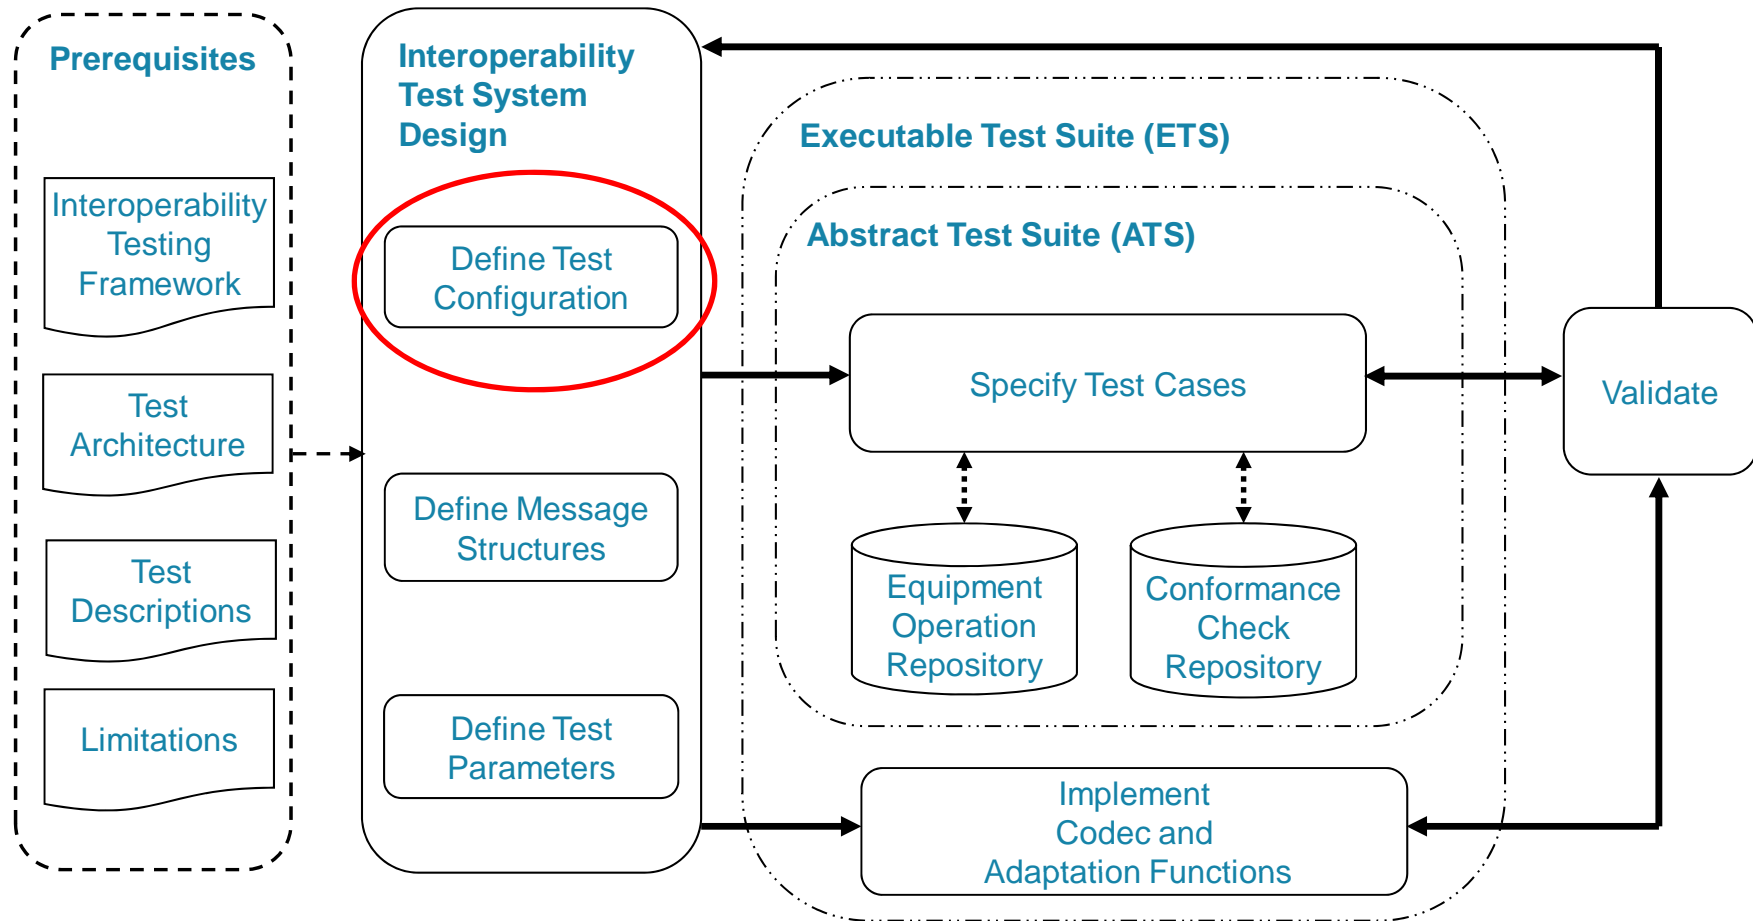 Prerequisites
Interoperability
Testing
Framework
Test
Architecture
Test
Descriptions
Limitations
Interoperability
Test System
Design
Define Test
Configuration
Define Message
Structures
Define Test
Parameters
Executable Test Suite (ETS)
Abstract Test Suite (ATS)
Specify Test Cases
Equipment
Operation
Repository
Conformance
Check
Repository
Implement
Codec and
Adaptation Functions
Validate